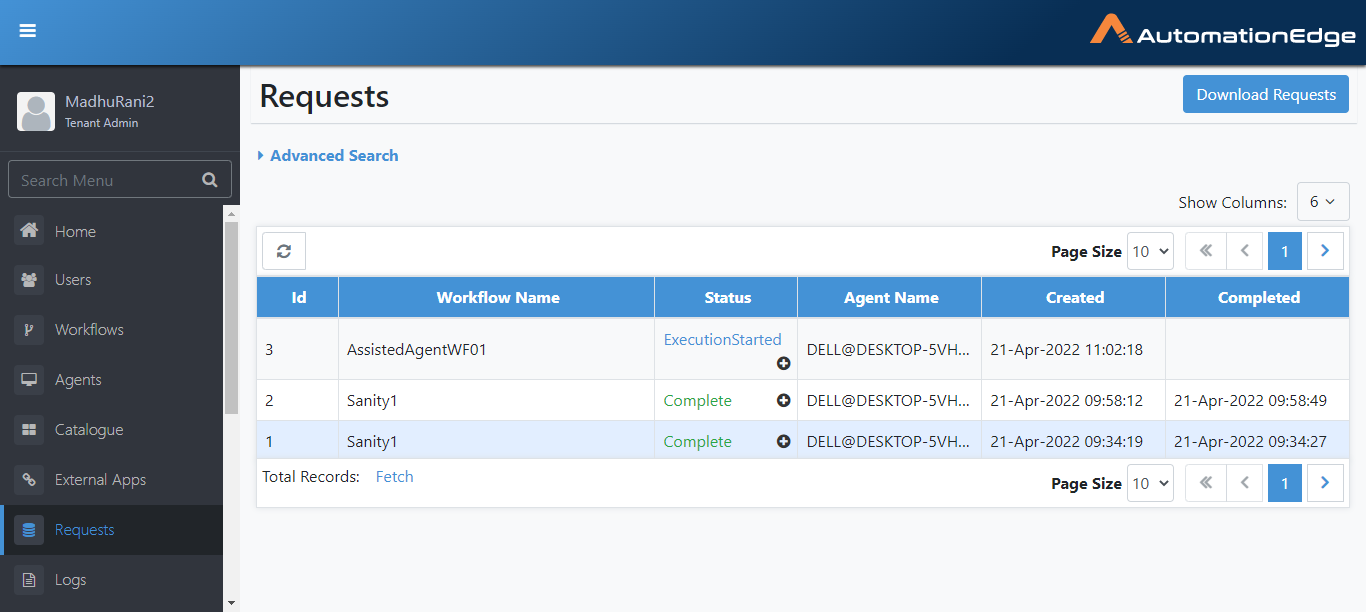 AutomationEdge
MadhuRani2
Tenant Admin
Search Menu
Home
Users
Workflows
Agents
Catalogue
External Apps
Requests
Logs
Requests
Download Requests
Advanced Search
Show Columns: 6
Page Size 10 « ‹ 1 ›
Id Workflow Name Status Agent Name Created Completed
3 AssistedAgentWF01 ExecutionStarted DELL@DESKTOP-5VH... 21-Apr-2022 11:02:18
2 Sanity1 Complete DELL@DESKTOP-5VH... 21-Apr-2022 09:58:12 21-Apr-2022 09:58:49
1 Sanity1 Complete DELL@DESKTOP-5VH... 21-Apr-2022 09:34:19 21-Apr-2022 09:34:27
Total Records: Fetch
Page Size 10 « ‹ 1 ›